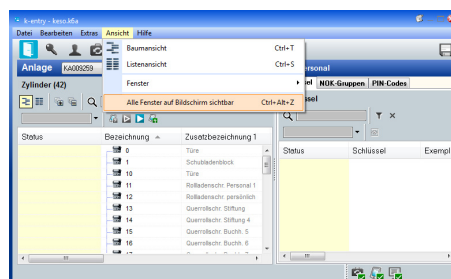 k-entry - keso.k6a
Datei Bearbeiten Extras Ansicht Hilfe
Baumansicht Ctrl+T
Listenansicht Ctrl+S
Fenster
Alle Fenster auf Bildschirm sichtbar Ctrl+Alt+Z
Anlage KA009259
Zylinder (42)
NOK-Gruppen PIN-Codes
Status Bezeichnung Zusatzbezeichnung 1
Status Schlüssel Exempl
0 Türe
1 Schubladenblock
10 Türe
11 Rolladenschr. Personal 1
12 Rolladenschr. persönlich
13 Querrollschr. Stiftung
14 Querrollschr. Stiftung 4
15 Querrollschr. Buchh. 5
16 Querrollschr. Buchh. 6